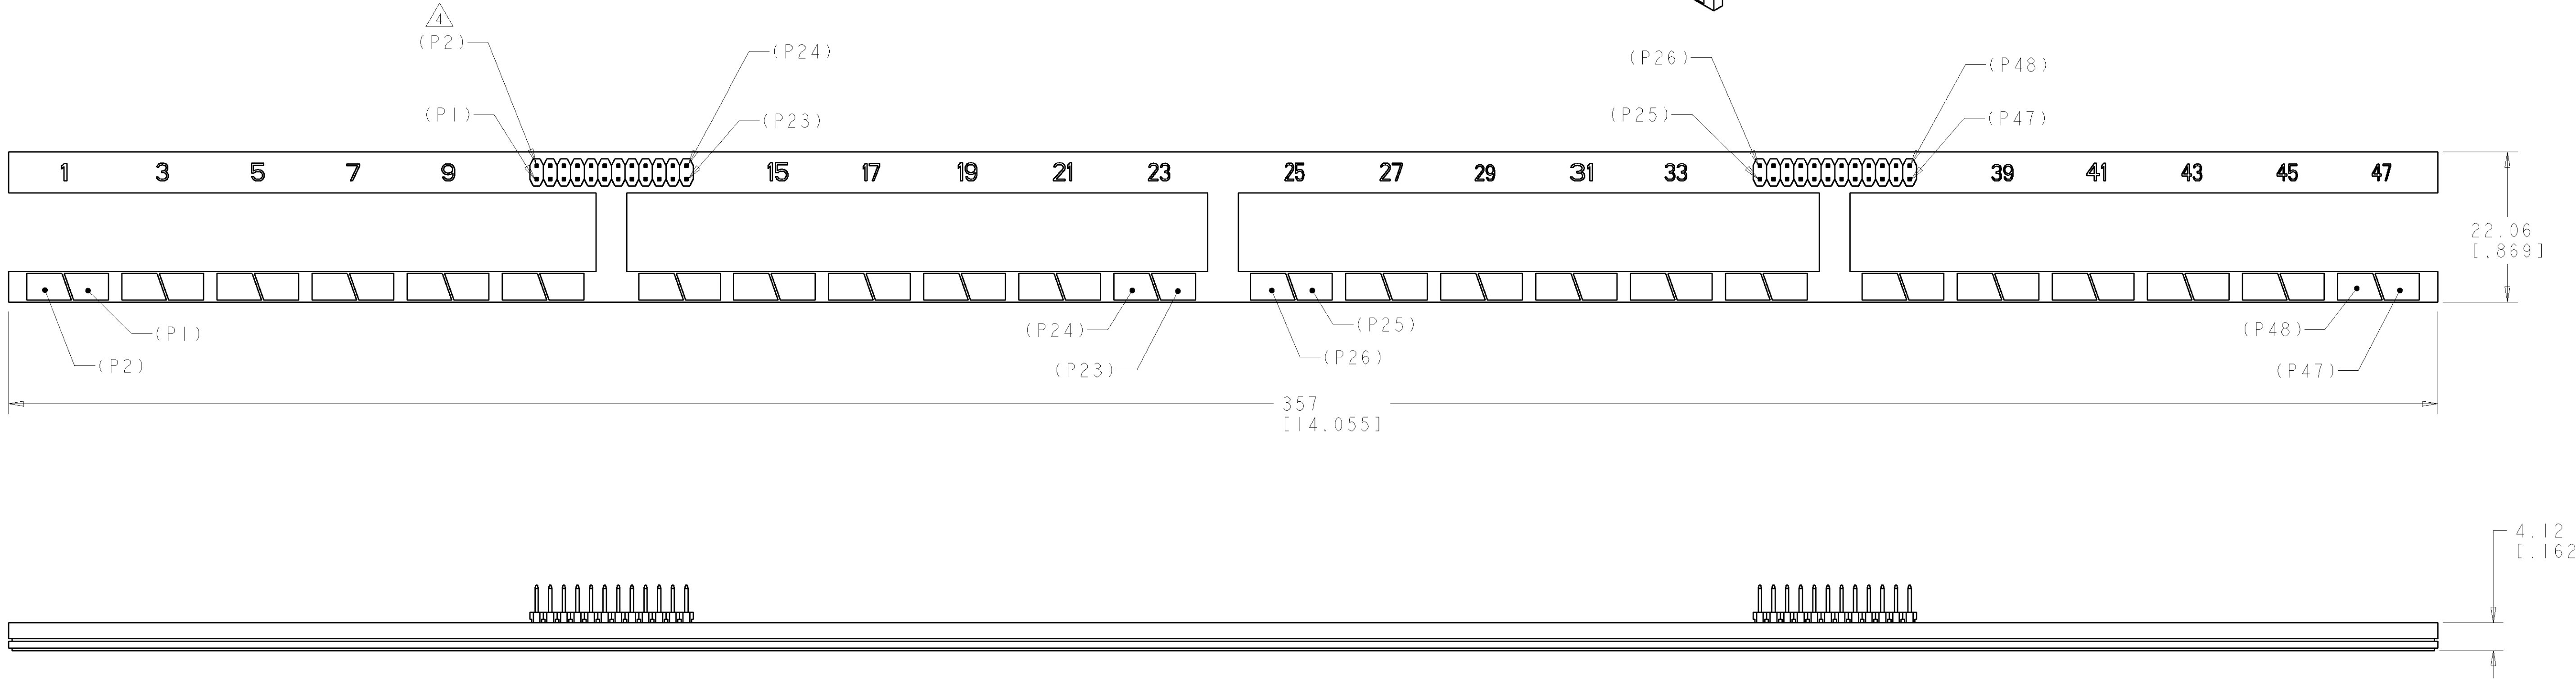 4
(P2)
(P24)
(P26)
(P48)
(P1)
(P23)
(P25)
(P47)
1 3 5 7 9 15 17 19 21 23 25 27 29 31 33 39 41 43 45 47
22.06
[.869]
(P1)
(P2)
(P24)
(P23)
(P25)
(P26)
(P48)
(P47)
357
[14.055]
4.12
[.162